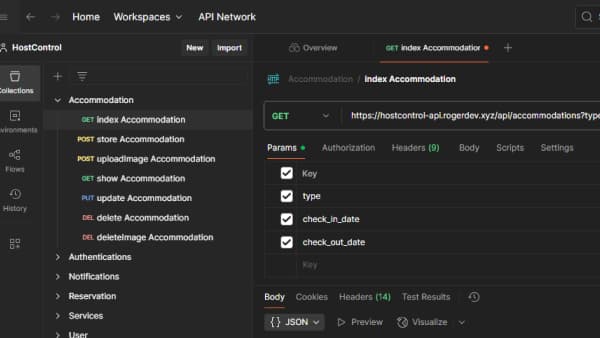 Home Workspaces API Network
HostControl New Import
Overview GET index Accommodation
Collections
Accommodation / index Accommodation
Accommodation
GET index Accommodation
GET https://hostcontrol-api.rogerdev.xyz/api/accommodations?type
POST store Accommodation
Params Authorization Headers (9) Body Scripts Settings
POST uploadImage Accommodation
GET show Accommodation
PUT update Accommodation
DEL delete Accommodation
DEL deleteImage Accommodation
Key
type
check_in_date
check_out_date
Key
Environments
Flows
History
Authentications
Notifications
Reservation
Services
User
Body Cookies Headers (14) Test Results
{ } JSON Preview Visualize